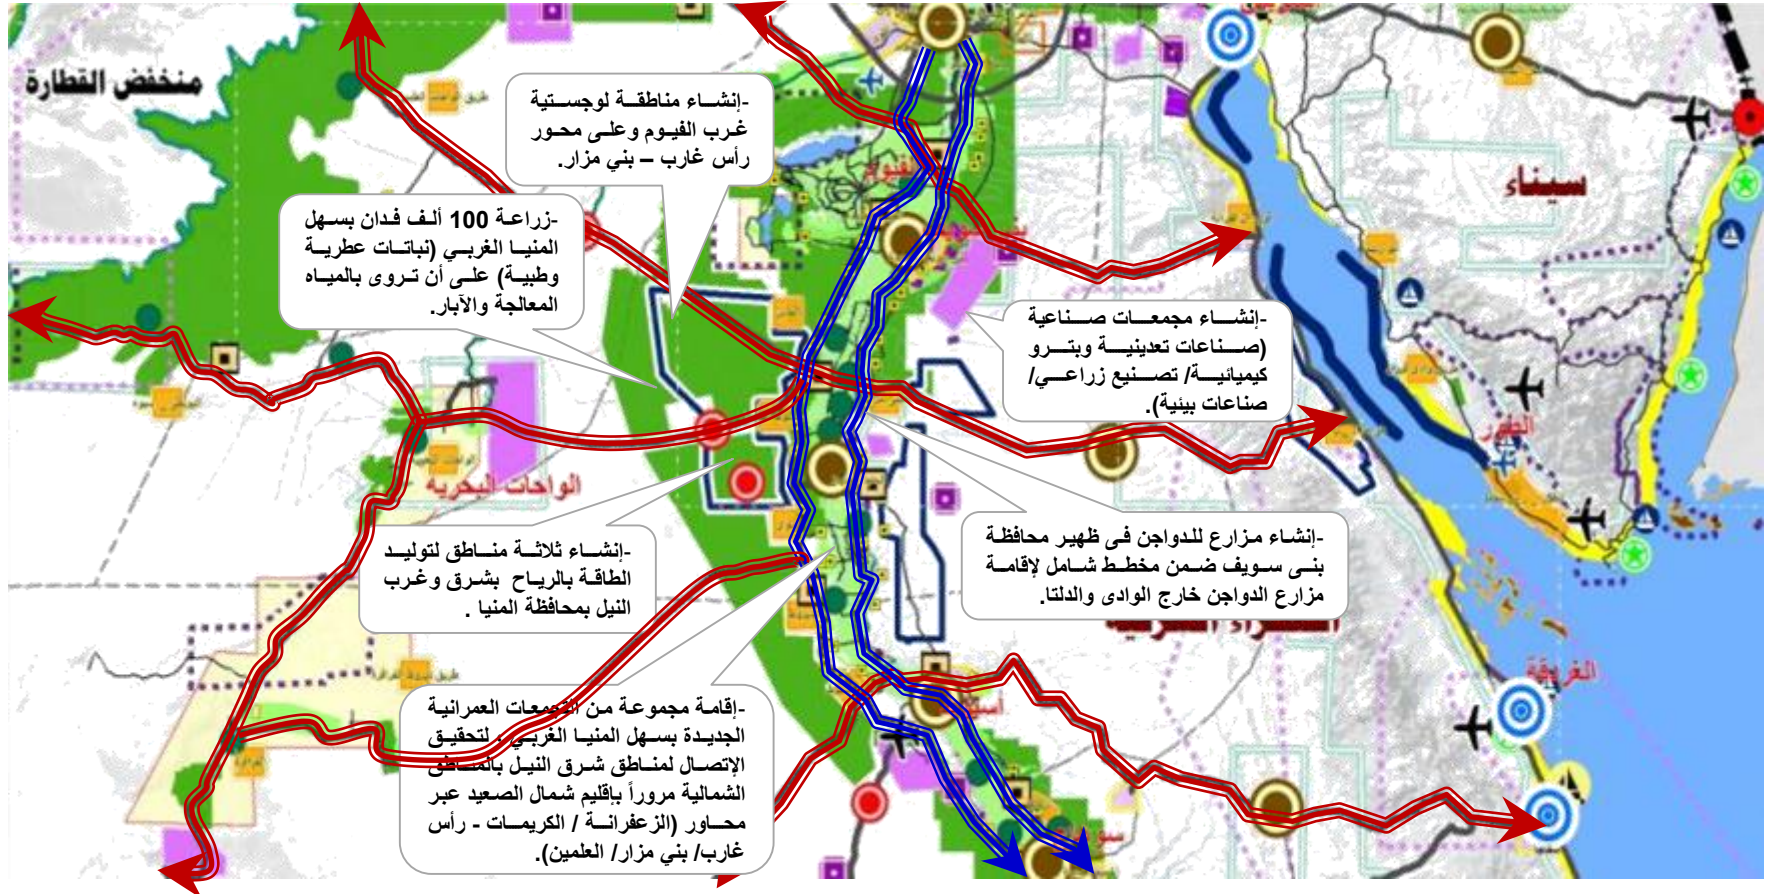 منخفض القطارة
-إنشاء مناطقة لوجستية
غرب الفيوم وعلى محور
رأس غارب – بني مزار.
سيناء
الفيوم
-زراعة 100 ألف فدان بسهل
المنيا الغربي (نباتات عطرية
وطبية) على أن تروى بالمياه
المعالجة والآبار.
-إنشاء مجمعات صناعية
(صناعات تعدينية وبترو
كيميائية/ تصنيع زراعي/
صناعات بيئية).
الطور
الواحات البحرية
-إنشاء مزارع للدواجن فى ظهير محافظة
بنى سويف ضمن مخطط شامل لإقامة
مزارع الدواجن خارج الوادى والدلتا.
-إنشاء ثلاثة مناطق لتوليد
الطاقة بالرياح بشرق وغرب
النيل بمحافظة المنيا .
الغردقة
-إقامة مجموعة من التجمعات العمرانية
الجديدة بسهل المنيا الغربي ، لتحقيق
الإتصال لمناطق شرق النيل بالمناطق
الشمالية مروراً بإقليم شمال الصعيد عبر
محاور (الزعفرانة / الكريمات - رأس
غارب/ بني مزار/ العلمين).